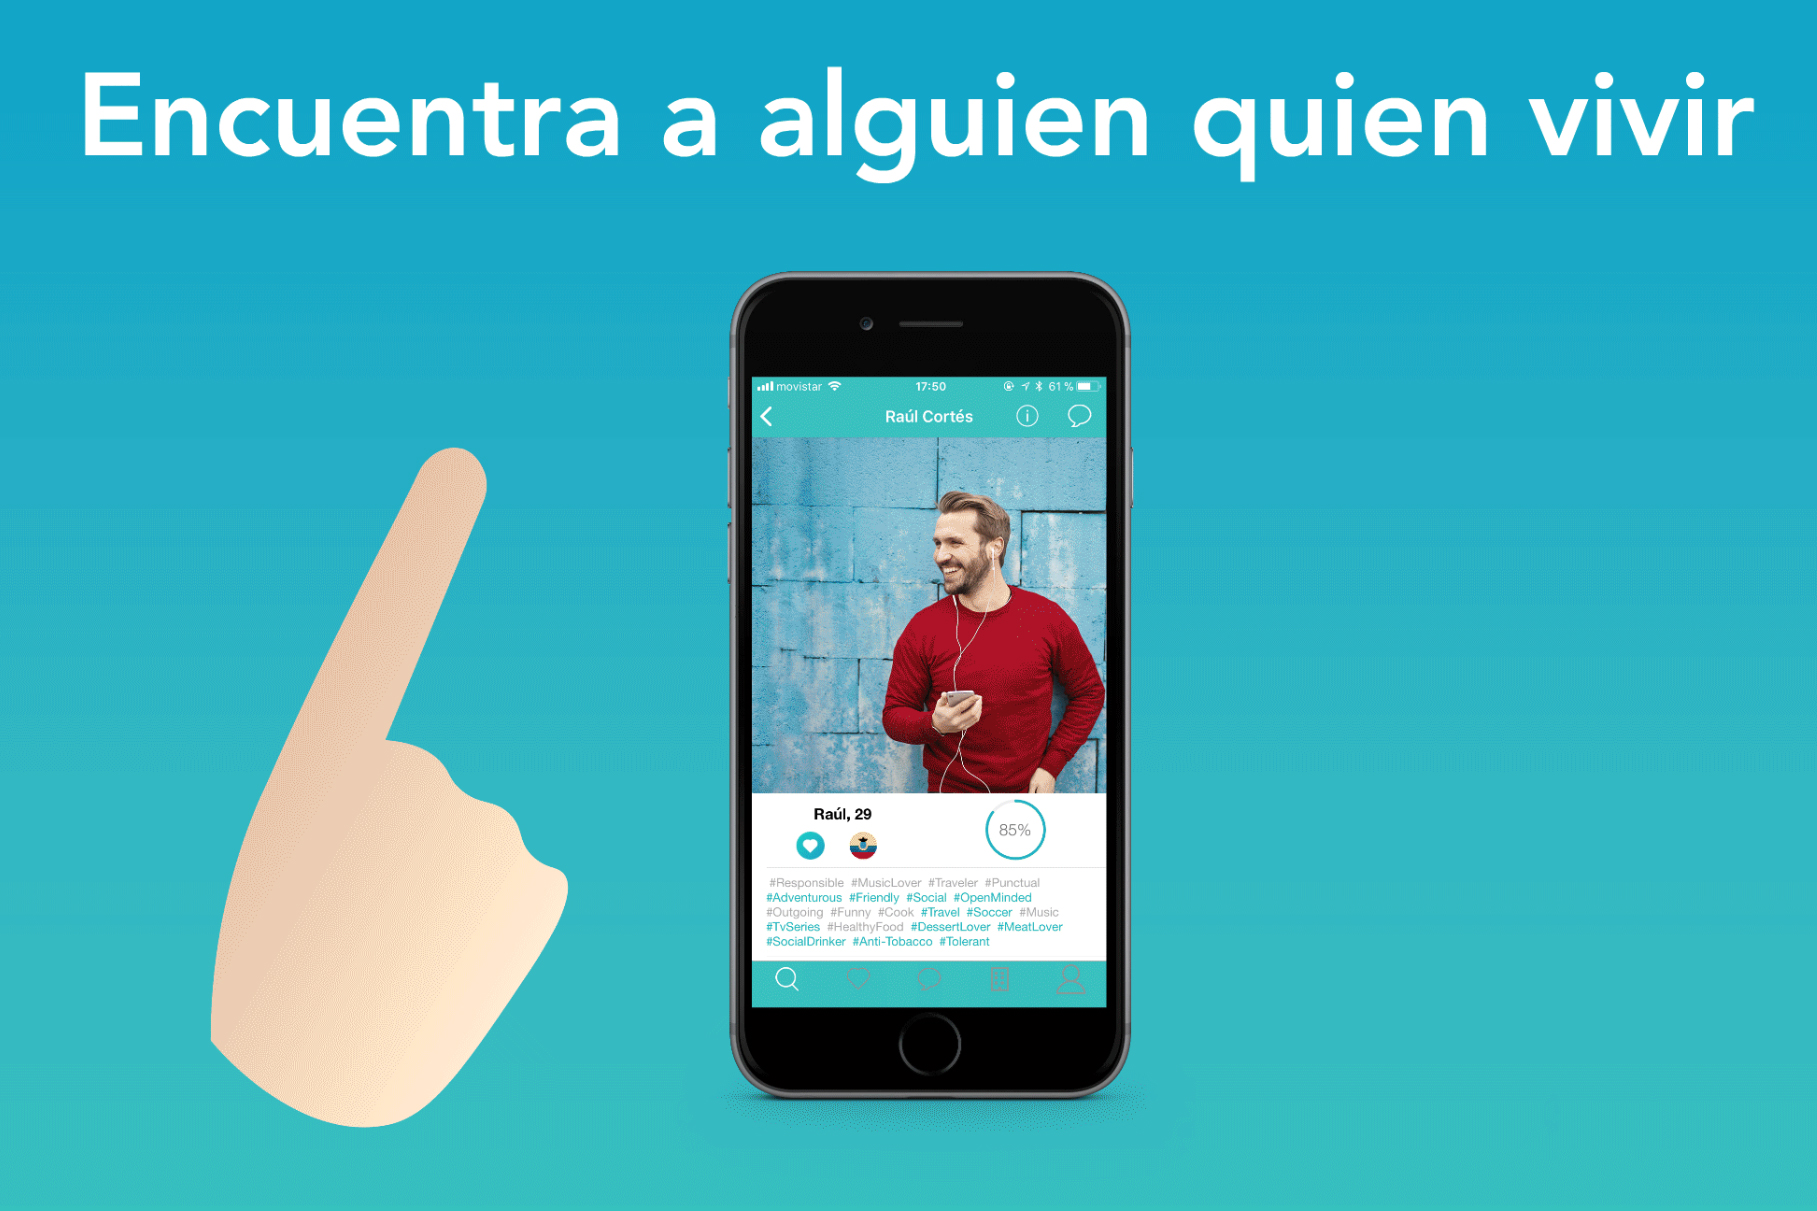 Encuentra a alguien quien vivir
movistar 17:50 61 %
Raúl Cortés
Raúl, 29
85%
#Responsible #MusicLover #Traveler #Punctual
#Adventurous #Friendly #Social #OpenMinded
#Outgoing #Funny #Cook #Travel #Soccer #Music
#TvSeries #HealthyFood #DessertLover #MeatLover
#SocialDrinker #Anti-Tobacco #Tolerant